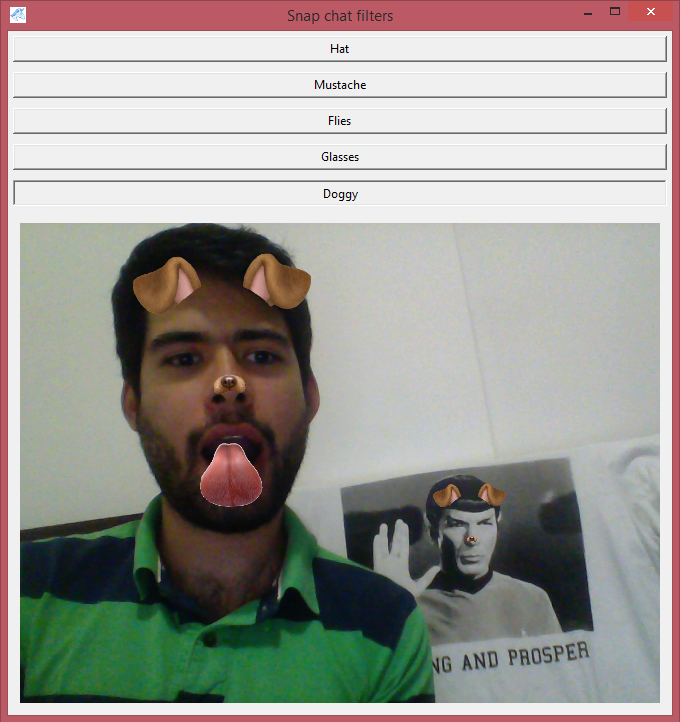 Snap chat filters
Hat
Mustache
Flies
Glasses
Doggy
NG AND PROSPER